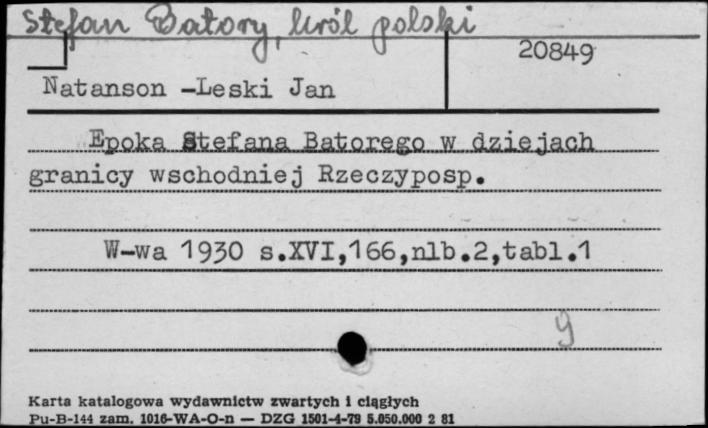 Stefan Batory, król polski
20849
Natanson -Leski Jan
Epoka Stefana Batorego w dziejach
granicy wschodniej Rzeczyposp.
W-wa 1930 s.XVI,166,nlb.2,tabl.1
g
Karta katalogowa wydawnictw zwartych i ciągłych
Pu-B-144 zam. 1016-WA-O-n — DZG 1501-4-79 5.050.000 2 81